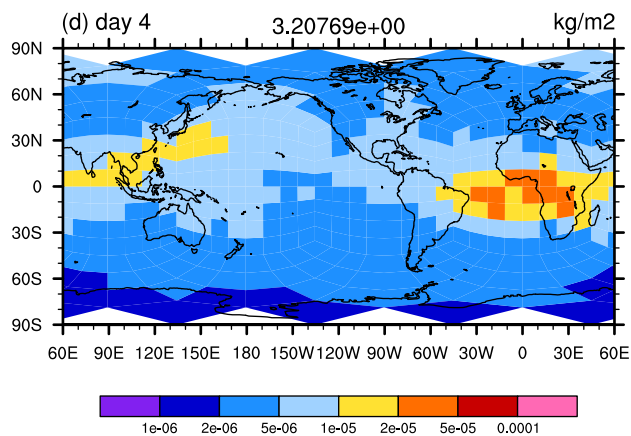 (d) day 4 3.20769e+00 kg/m2
90N
60N
30N
0
30S
60S
90S
60E 90E 120E 150E 180 150W 120W 90W 60W 30W 0 30E 60E
1e-06 2e-06 5e-06 1e-05 2e-05 5e-05 0.0001